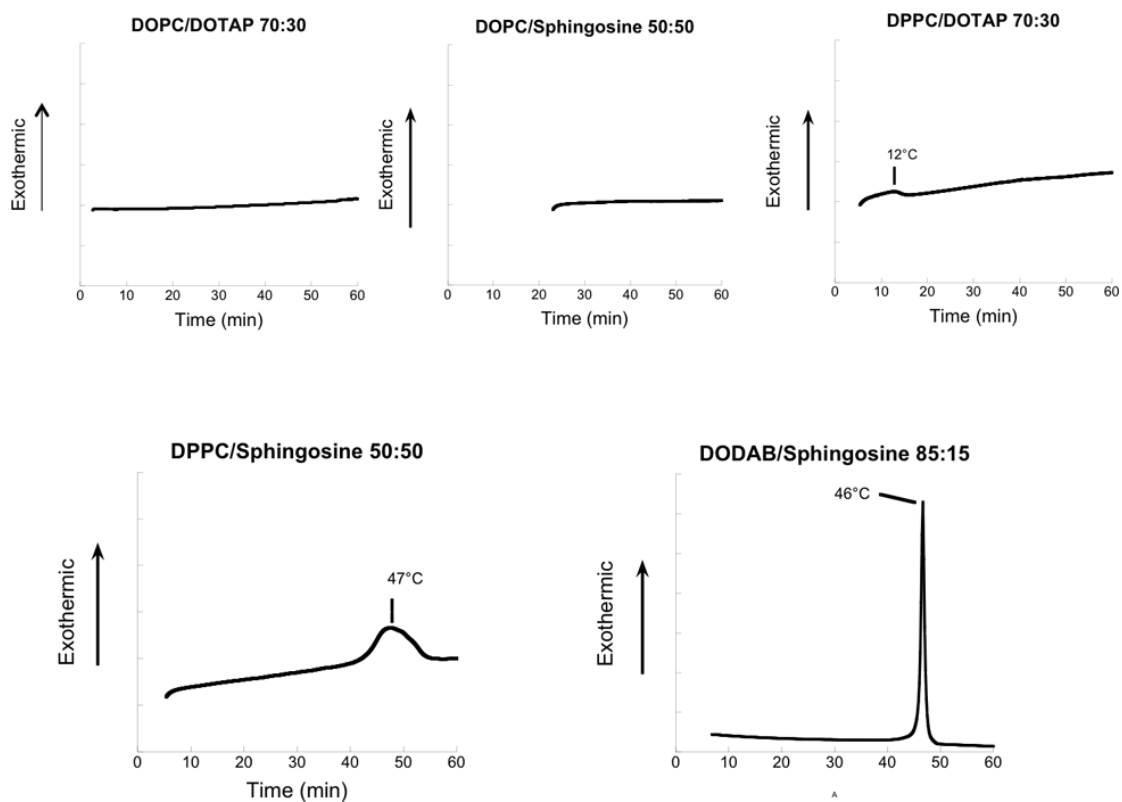 DOPC/DOTAP 70:30
Exothermic
0 10 20 30 40 50 60
Time (min)
DOPC/Sphingosine 50:50
Exothermic
0 10 20 30 40 50 60
Time (min)
DPPC/DOTAP 70:30
Exothermic
12°C
0 10 20 30 40 50 60
Time (min)
DPPC/Sphingosine 50:50
Exothermic
47°C
0 10 20 30 40 50 60
Time (min)
DODAB/Sphingosine 85:15
Exothermic
46°C
0 10 20 30 40 50 60
A